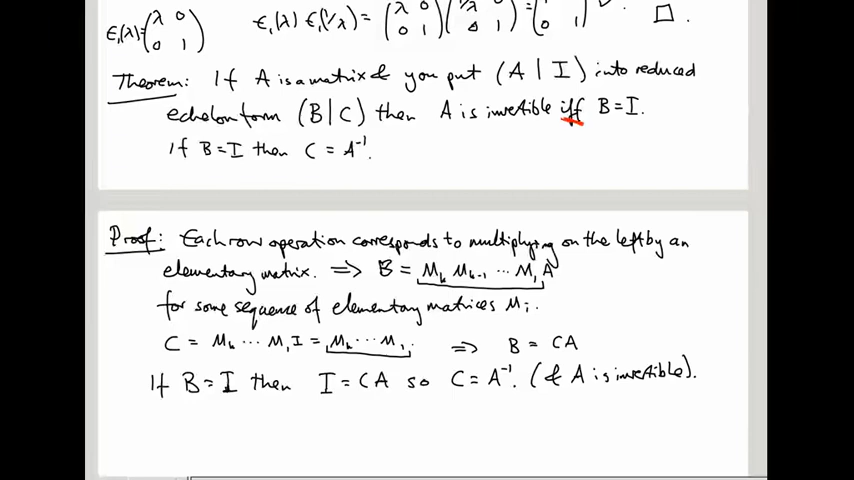 ϵ₁(λ) = (λ 0
0 1)
ϵ₁(λ) ϵ₁(1/λ) = (λ 0
0 1) (1/λ 0
0 1) = (1 0
0 1) ✓. □.
Theorem: If A is a matrix & you put (A | I) into reduced
echelon form (B | C) then A is invertible iff B = I.
If B = I then C = A⁻¹.
Proof: Each row operation corresponds to multiplying on the left by an
elementary matrix. ⟹ B = Mₖ Mₖ₋₁ ⋯ M₁ A
for some sequence of elementary matrices Mᵢ.
C = Mₖ ⋯ M₁ I = Mₖ ⋯ M₁. ⟹ B = CA
If B = I then I = CA so C = A⁻¹. (& A is invertible).